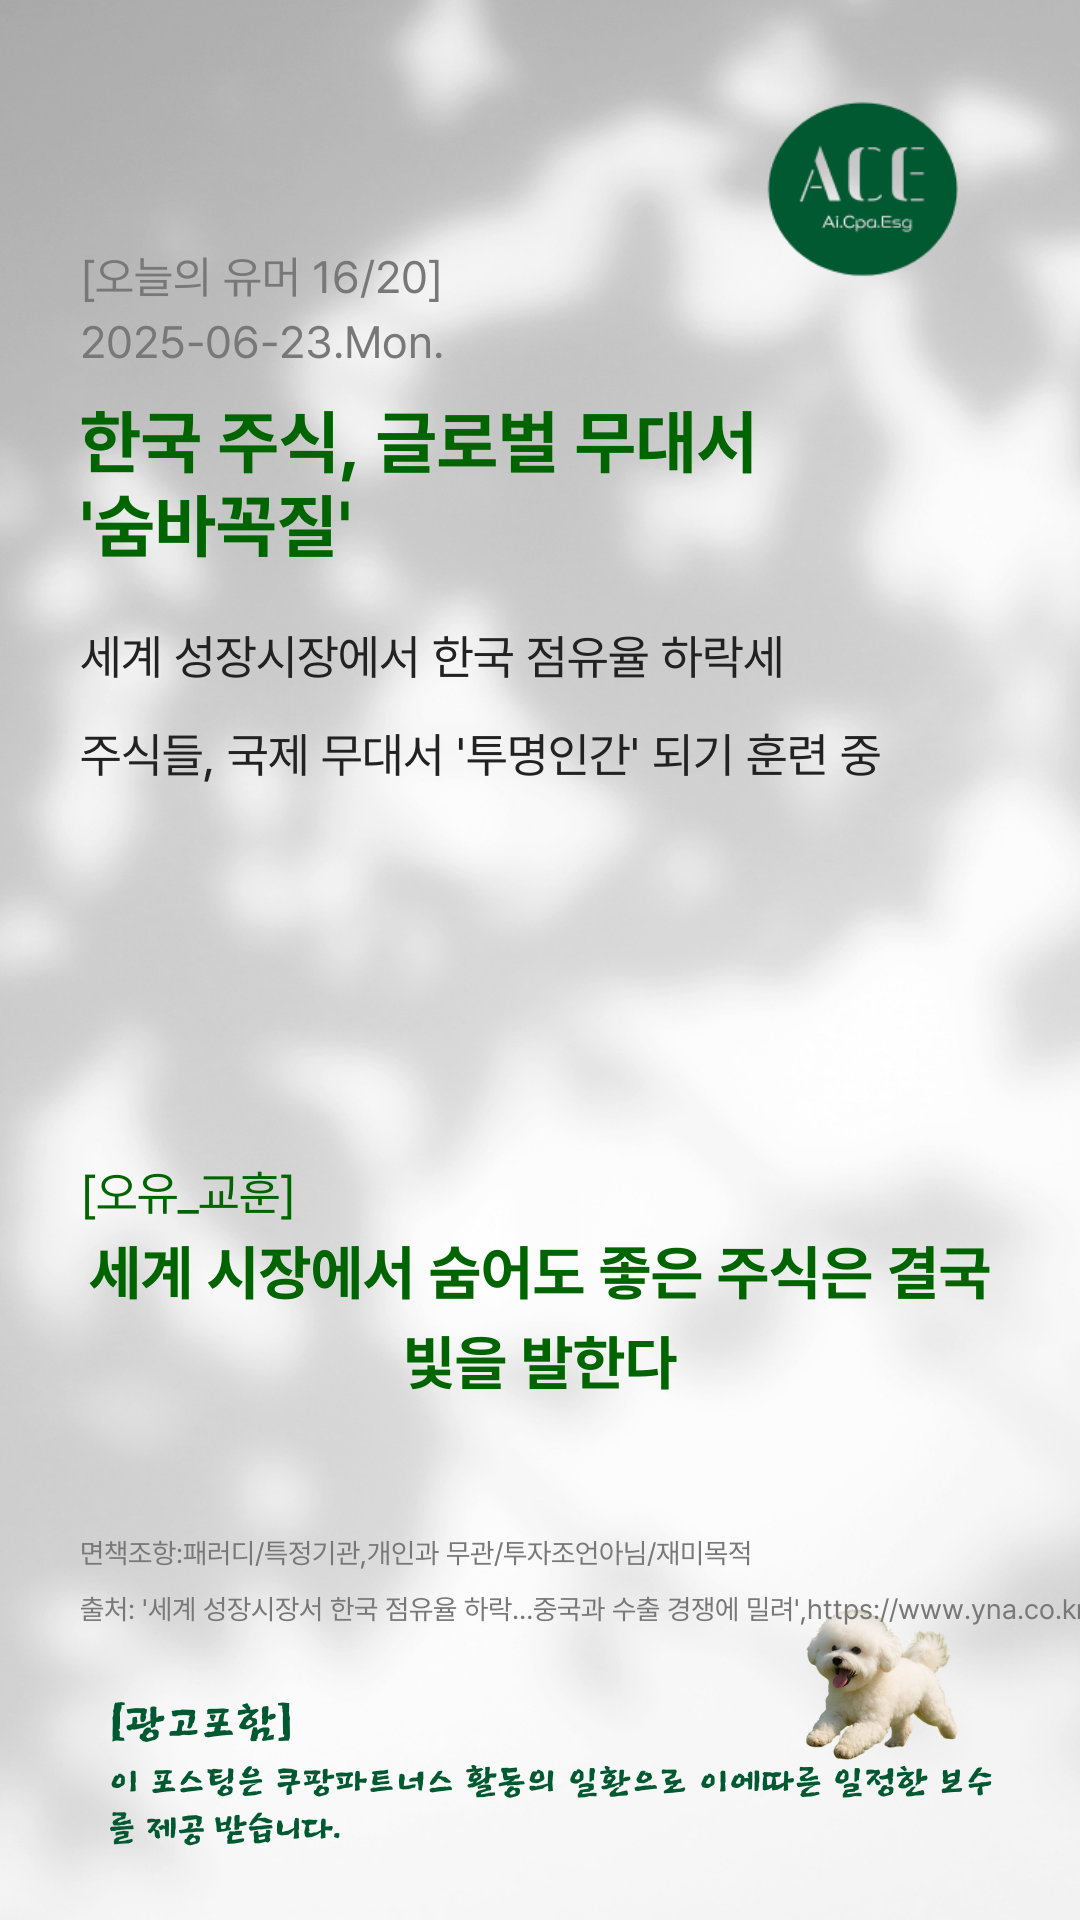 ACE
Ai.Cpa.Esg
[오늘의 유머 16/20]
2025-06-23.Mon.
한국 주식, 글로벌 무대서
'숨바꼭질'
세계 성장시장에서 한국 점유율 하락세
주식들, 국제 무대서 '투명인간' 되기 훈련 중
[오유_교훈]
세계 시장에서 숨어도 좋은 주식은 결국
빛을 발한다
면책조항:패러디/특정기관,개인과 무관/투자조언아님/재미목적
출처: '세계 성장시장서 한국 점유율 하락...중국과 수출 경쟁에 밀려',https://www.yna.co.kr
[광고포함]
이 포스팅은 쿠팡파트너스 활동의 일환으로 이에따른 일정한 보수
를 제공 받습니다.